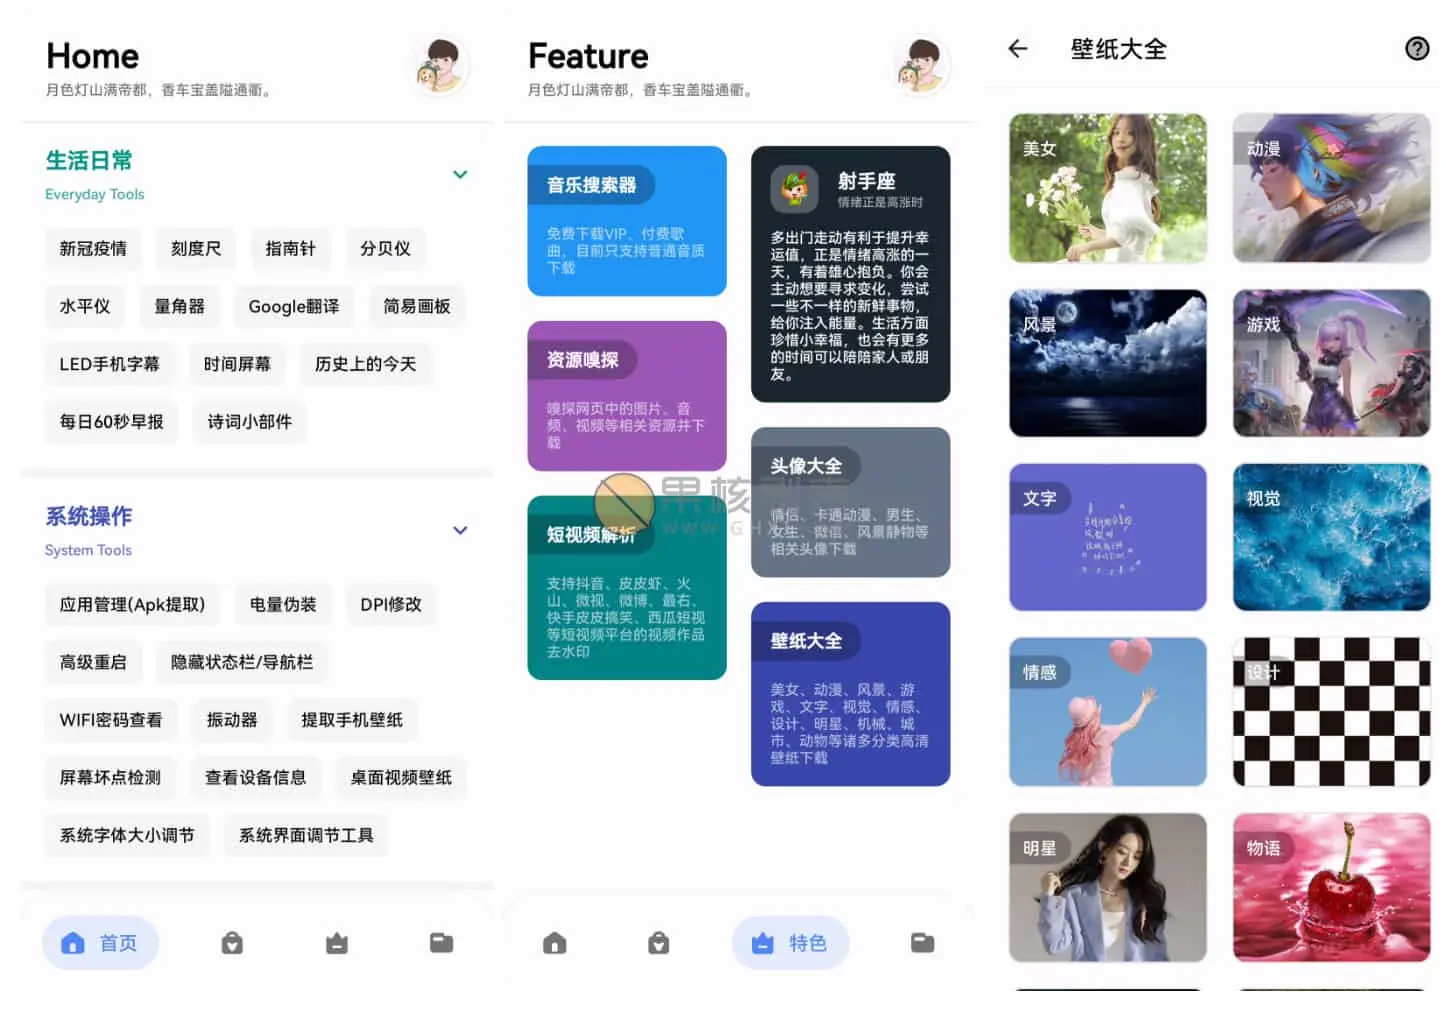 Home
月色灯山满帝都，香车宝盖隘通衢。
生活日常
Everyday Tools
新冠疫情
刻度尺
指南针
分贝仪
水平仪
量角器
Google翻译
简易画板
LED手机字幕
时间屏幕
历史上的今天
每日60秒早报
诗词小部件
系统操作
System Tools
应用管理(Apk提取)
电量伪装
DPI修改
高级重启
隐藏状态栏/导航栏
WIFI密码查看
振动器
提取手机壁纸
屏幕坏点检测
查看设备信息
桌面视频壁纸
系统字体大小调节
系统界面调节工具
首页
Feature
月色灯山满帝都，香车宝盖隘通衢。
音乐搜索器
免费下载VIP、付费歌
曲，目前只支持普通音质
下载
资源嗅探
嗅探网页中的图片、音
频、视频等相关资源并下
载
短视频解析
支持抖音、皮皮虾、火
山、微视、微博、最右、
快手皮皮搞笑、西瓜短视
等短视频平台的视频作品
去水印
射手座
情绪正是高涨时
多出门走动有利于提升幸
运值，正是情绪高涨的一
天，有着雄心抱负。你会
主动想要寻求变化，尝试
一些不一样的新鲜事物，
给你注入能量。生活方面
珍惜小幸福，也会有更多
的时间可以陪陪家人或朋
友。
头像大全
情侣、卡通动漫、男生、
女生、微信、风景静物等
相关头像下载
壁纸大全
美女、动漫、风景、游
戏、文字、视觉、情感、
设计、明星、机械、城
市、动物等诸多分类高清
壁纸下载
特色
果核
WWW.GHX
壁纸大全
美女
动漫
风景
游戏
文字
视觉
情感
设计
明星
物语